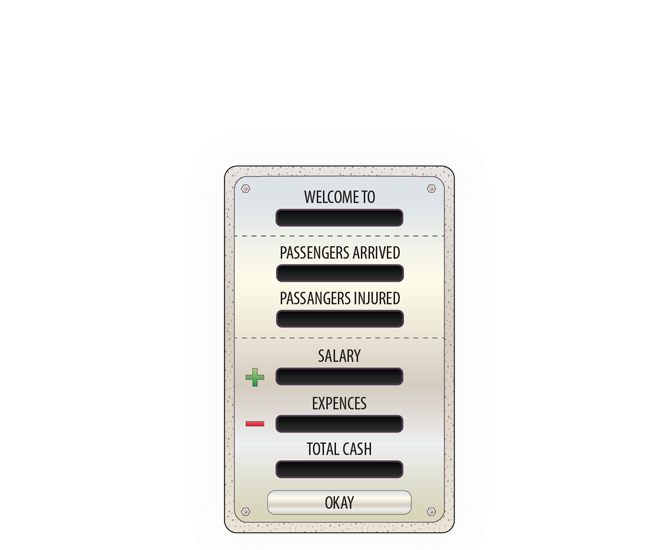 WELCOME TO
PASSENGERS ARRIVED
PASSANGERS INJURED
SALARY
EXPENCES
TOTAL CASH
OKAY